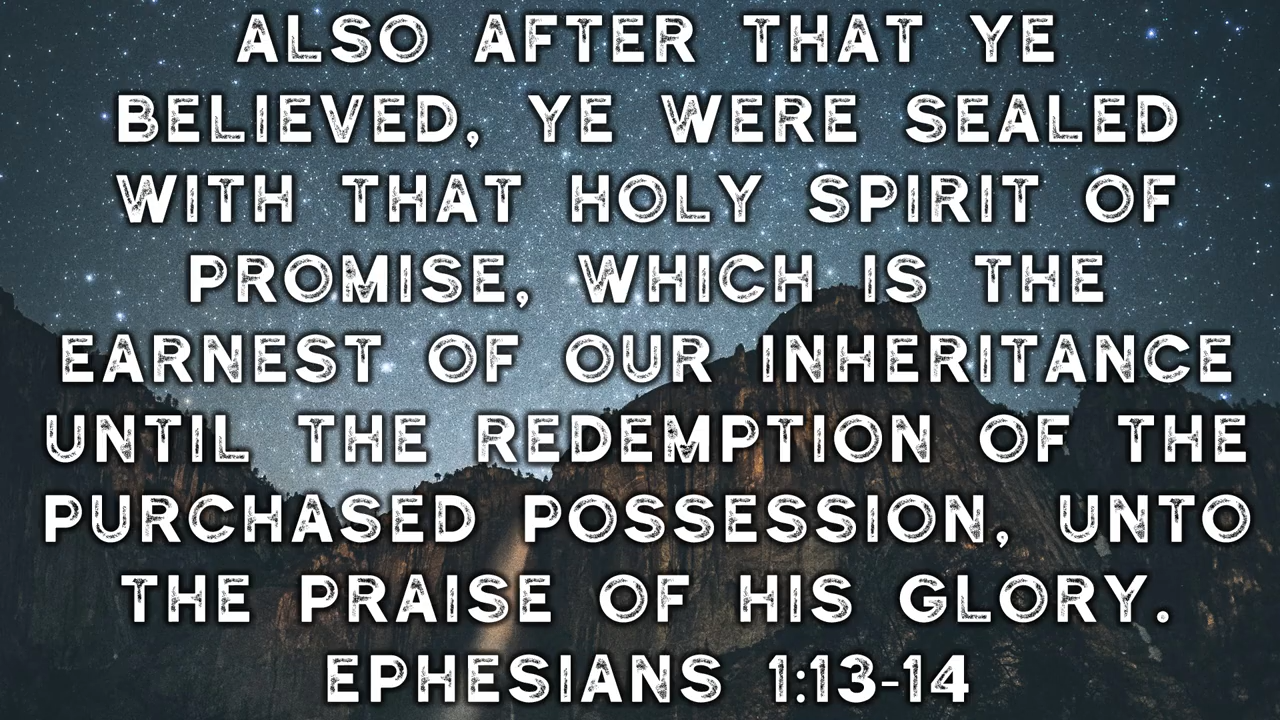 ALSO AFTER THAT YE
BELIEVED, YE WERE SEALED
WITH THAT HOLY SPIRIT OF
PROMISE, WHICH IS THE
EARNEST OF OUR INHERITANCE
UNTIL THE REDEMPTION OF THE
PURCHASED POSSESSION, UNTO
THE PRAISE OF HIS GLORY.
EPHESIANS 1:13-14